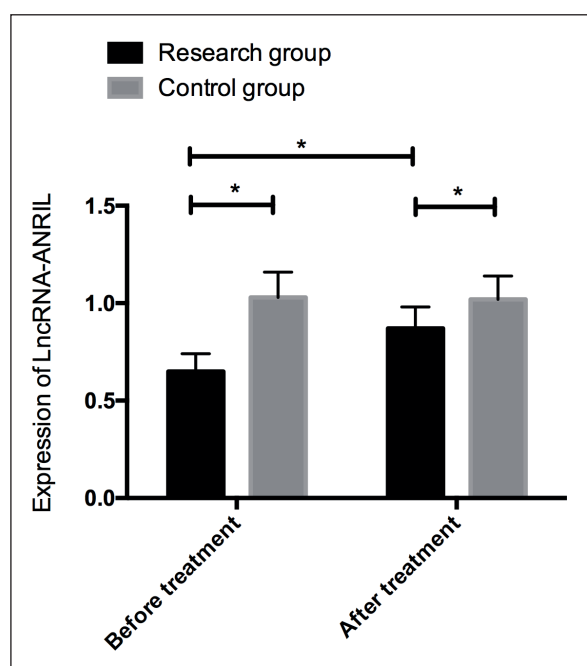 Research group
Control group
*
* *
1.5
1.0
0.5
0.0
Expression of LncRNA-ANRIL
Before treatment
After treatment